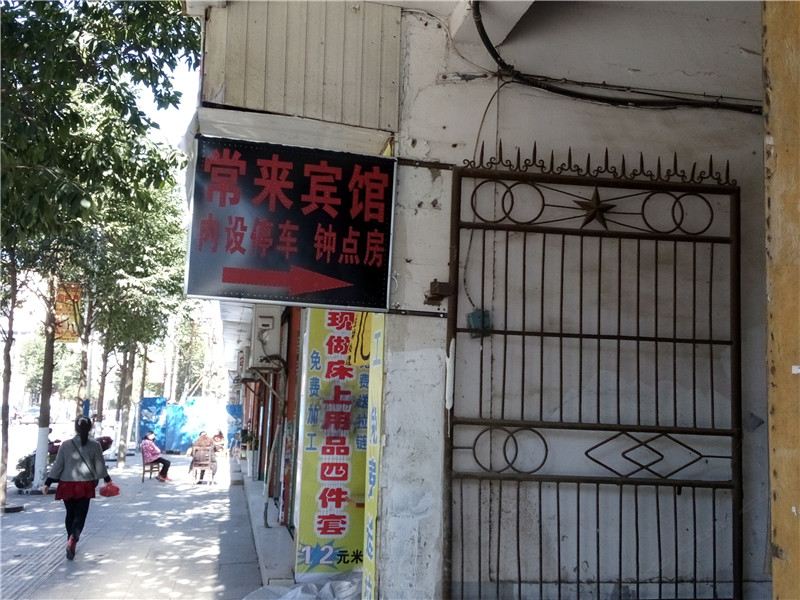 常来宾馆
内设停车 钟点房
现做床上用品四件套
免费加工
12元米